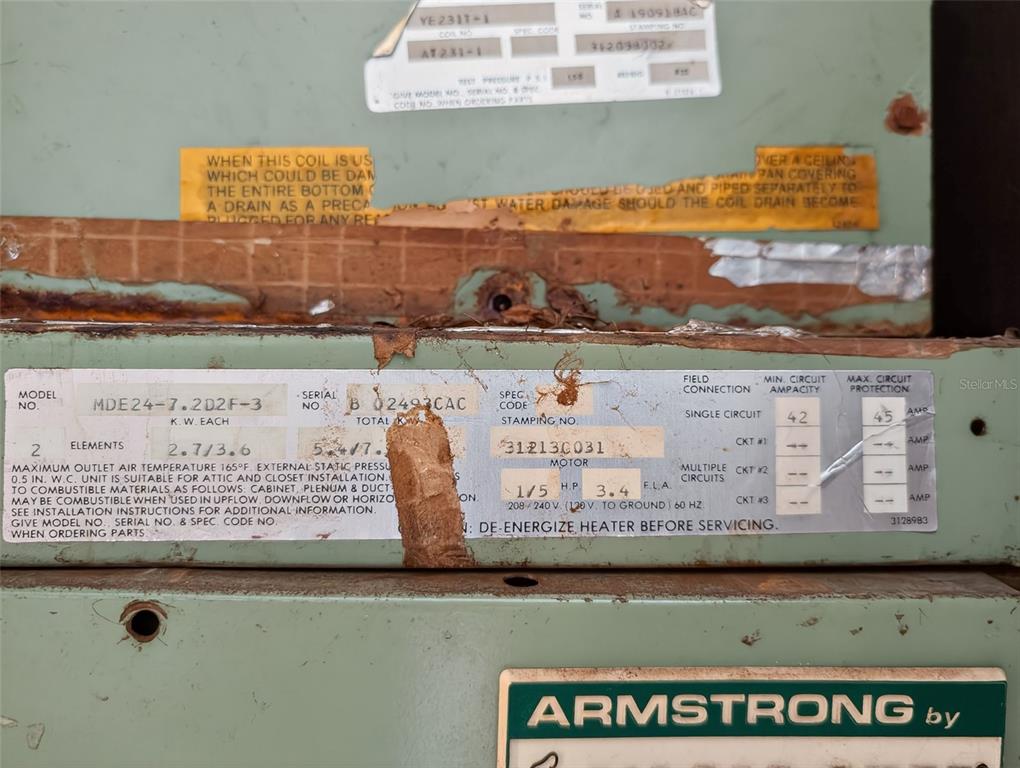 YE231T-1
SERIAL NO.
COIL NO. SPEC. CODE STAMPING NO.
AT231-1
TEST PRESSURE P.S.I.
GIVE MODEL NO., SERIAL NO. & SPEC.
CODE NO. WHEN ORDERING PARTS
WHEN THIS COIL IS US OVER A CEILING
WHICH COULD BE DAM PAN COVERING
THE ENTIRE BOTTOM SHOULD BE USED AND PIPED SEPARATELY TO
A DRAIN AS A PRECA WATER DAMAGE SHOULD THE COIL DRAIN BECOME
PLUGGED FOR ANY RE
MODEL NO. MDE24-7.2D2F-3 SERIAL NO. CAC SPEC. CODE
K.W. EACH TOTAL STAMPING NO.
2 ELEMENTS 2.7/3.6 5.4/7. 31213C031
MAXIMUM OUTLET AIR TEMPERATURE 165°F. EXTERNAL STATIC PRESSU
0.5 IN. W.C. UNIT IS SUITABLE FOR ATTIC AND CLOSET INSTALLATION.
TO COMBUSTIBLE MATERIALS AS FOLLOWS: CABINET, PLENUM & DUCT
MAY BE COMBUSTIBLE WHEN USED IN UPFLOW, DOWNFLOW OR HORIZO
SEE INSTALLATION INSTRUCTIONS FOR ADDITIONAL INFORMATION.
GIVE MODEL NO., SERIAL NO. & SPEC. CODE NO.
WHEN ORDERING PARTS
MOTOR
1/5 H.P. 3.4 F.L.A.
208/240 V. (120 V. TO GROUND) 60 HZ
N: DE-ENERGIZE HEATER BEFORE SERVICING.
FIELD CONNECTION MIN. CIRCUIT AMPACITY MAX. CIRCUIT PROTECTION
SINGLE CIRCUIT 42 45 AMP
CKT #1 -- -- AMP
MULTIPLE CIRCUITS CKT #2 -- -- AMP
CKT #3 -- -- AMP
3128983
StellarMLS
ARMSTRONG by